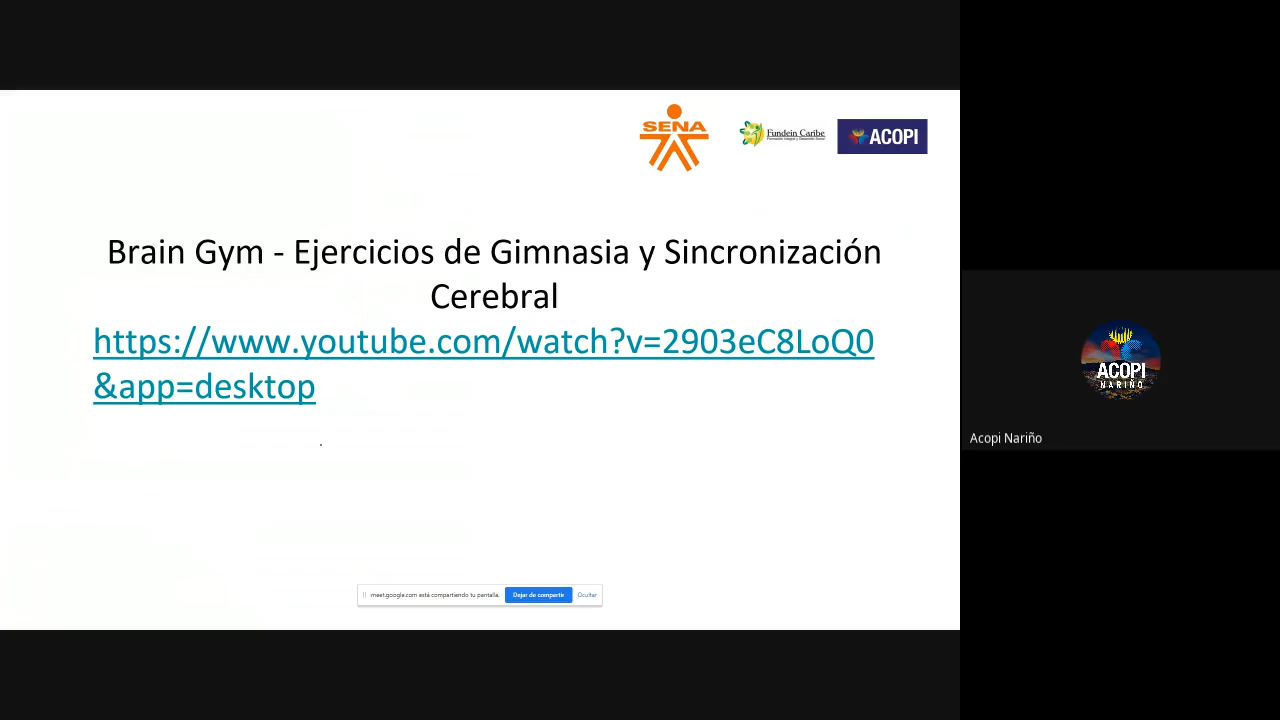 SENA
Fundein Caribe
ACOPI
Brain Gym - Ejercicios de Gimnasia y Sincronización
Cerebral
https://www.youtube.com/watch?v=2903eC8LoQ0
&app=desktop
ACOPI
NARIÑO
Acopi Nariño
meet.google.com está compartiendo tu pantalla.
Dejar de compartir
Ocultar